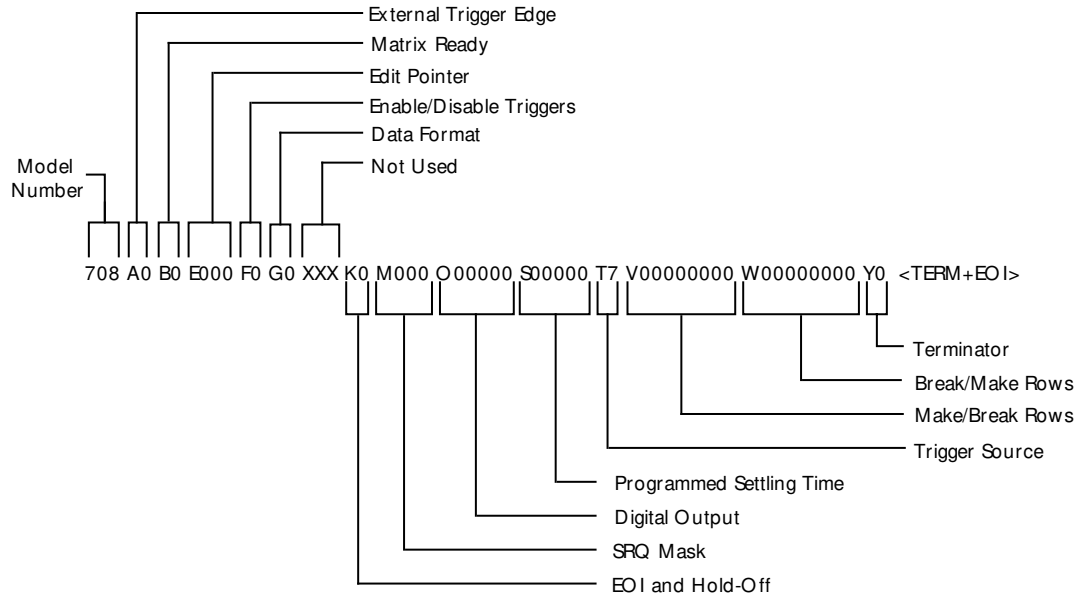 External Trigger Edge
Matrix Ready
Edit Pointer
Enable/Disable Triggers
Data Format
Not Used
Model
Number
708 A0 B0 E000 F0 G0 XXX K0 M000 O00000 S00000 T7 V00000000 W00000000 Y0 <TERM+EOI>
Terminator
Break/Make Rows
Make/Break Rows
Trigger Source
Programmed Settling Time
Digital Output
SRQ Mask
EOI and Hold-Off